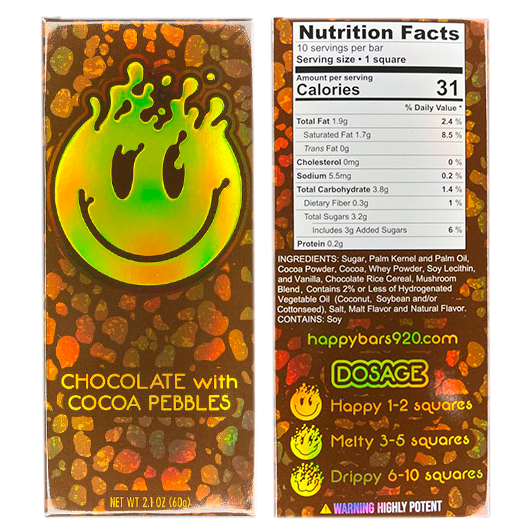 CHOCOLATE with
COCOA PEBBLES
NET WT 2.1 OZ (60g)
Nutrition Facts
10 servings per bar
Serving size • 1 square
Amount per serving
Calories 31
% Daily Value *
Total Fat 1.9g 2.4 %
Saturated Fat 1.7g 8.5 %
Trans Fat 0g
Cholesterol 0mg 0 %
Sodium 5.5mg 0.2 %
Total Carbohydrate 3.8g 1.4 %
Dietary Fiber 0.3g 1 %
Total Sugars 3.2g
Includes 3g Added Sugars 6 %
Protein 0.2g
INGREDIENTS: Sugar, Palm Kernel and Palm Oil,
Cocoa Powder, Cocoa, Whey Powder, Soy Lecithin,
and Vanilla, Chocolate Rice Cereal, Mushroom
Blend, Contains 2% or Less of Hydrogenated
Vegetable Oil (Coconut, Soybean and/or
Cottonseed), Salt, Malt Flavor and Natural Flavor.
CONTAINS: Soy
happybars920.com
DOSAGE
Happy 1-2 squares
Melty 3-5 squares
Drippy 6-10 squares
WARNING HIGHLY POTENT